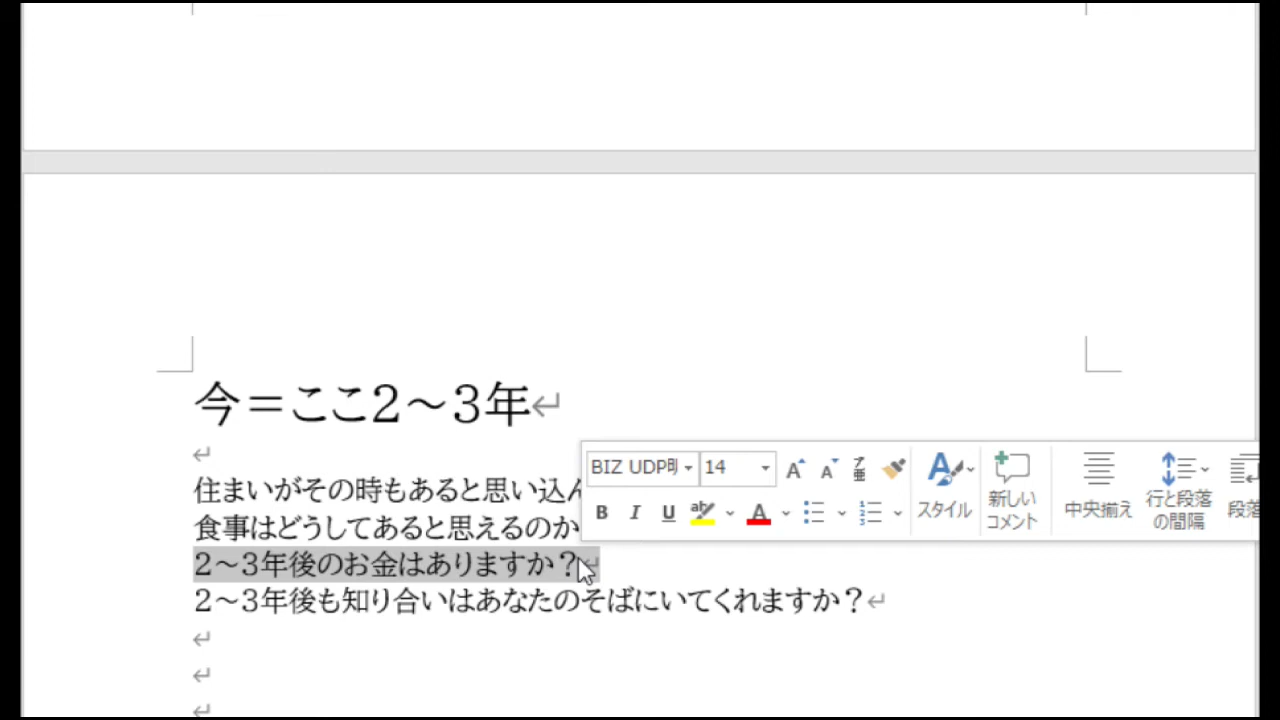 今＝ここ2～3年
BIZ UDP明
14
スタイル
新しい
コメント
中央揃え
行と段落
の間隔
段落
住まいがその時もあると思い込
食事はどうしてあると思えるのか
2～3年後のお金はありますか？
2～3年後も知り合いはあなたのそばにいてくれますか？